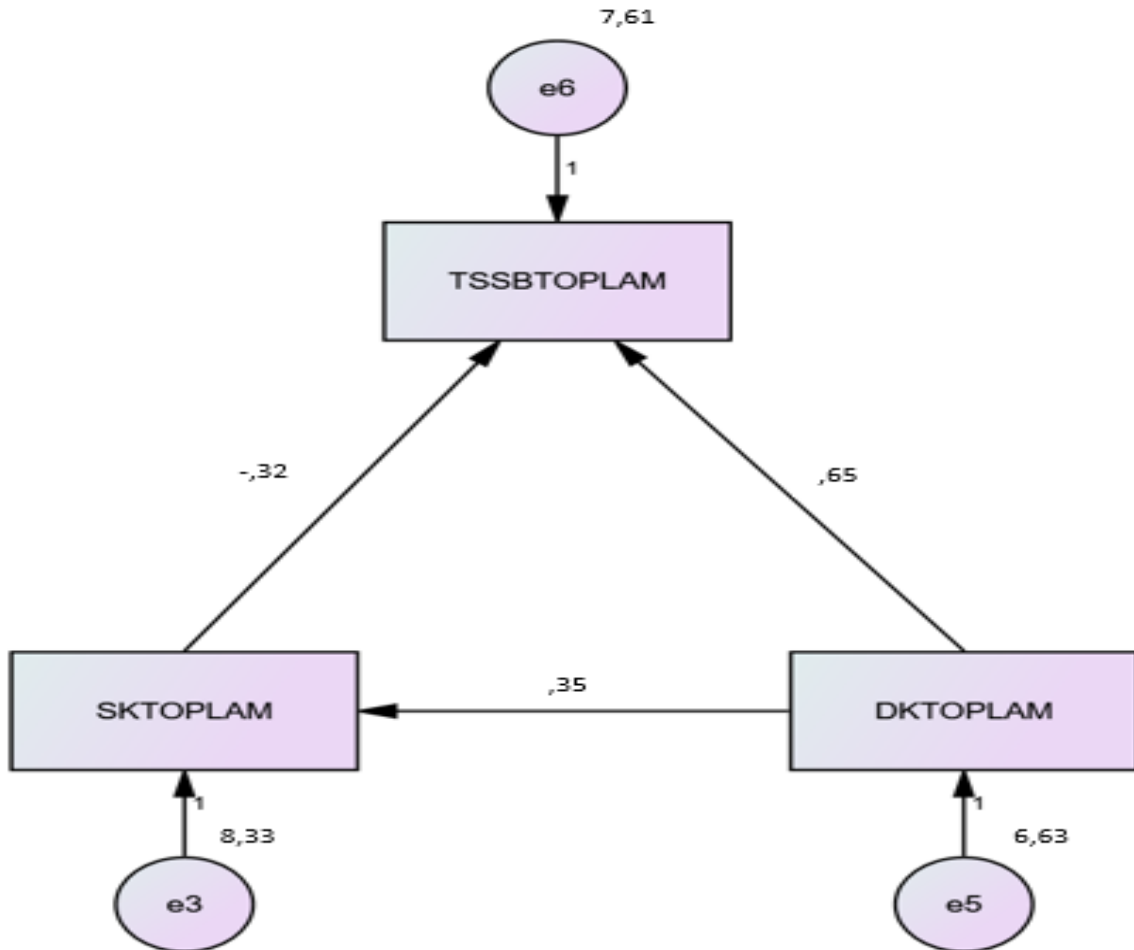 7,61
e6
1
TSSBTOPLAM
-,32
,65
,35
SKTOPLAM
DKTOPLAM
1
8,33
1
6,63
e3
e5